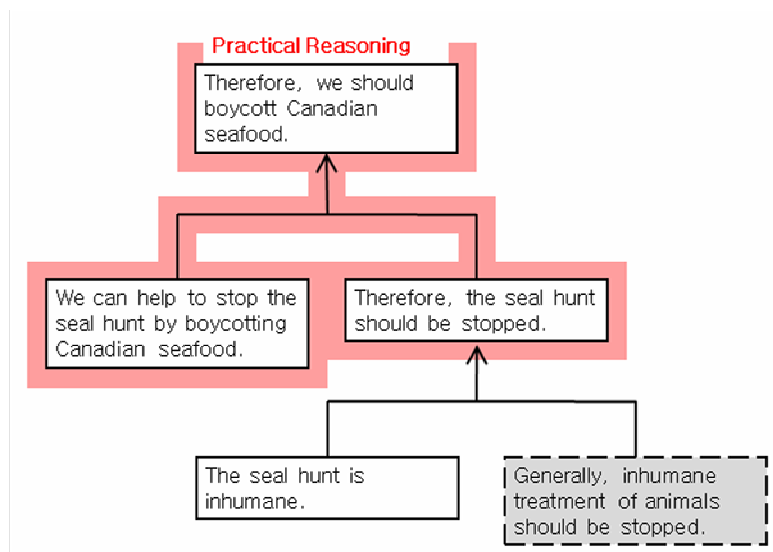 Practical Reasoning
Therefore, we should
boycott Canadian
seafood.
We can help to stop the
seal hunt by boycotting
Canadian seafood.
Therefore, the seal hunt
should be stopped.
The seal hunt is
inhumane.
Generally, inhumane
treatment of animals
should be stopped.